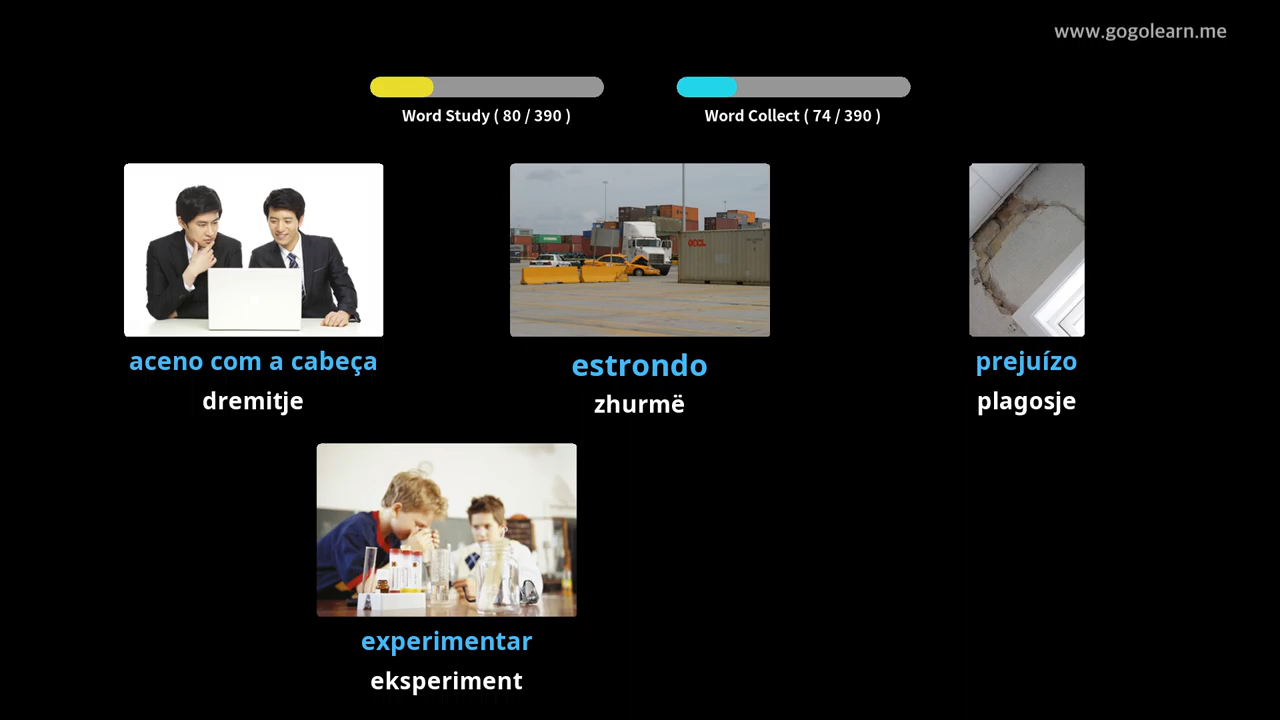 www.gogolearn.me
Word Study ( 80 / 390 )
Word Collect ( 74 / 390 )
aceno com a cabeça
estrondo
prejuízo
dremitje
zhurmë
plagosje
experimentar
eksperiment